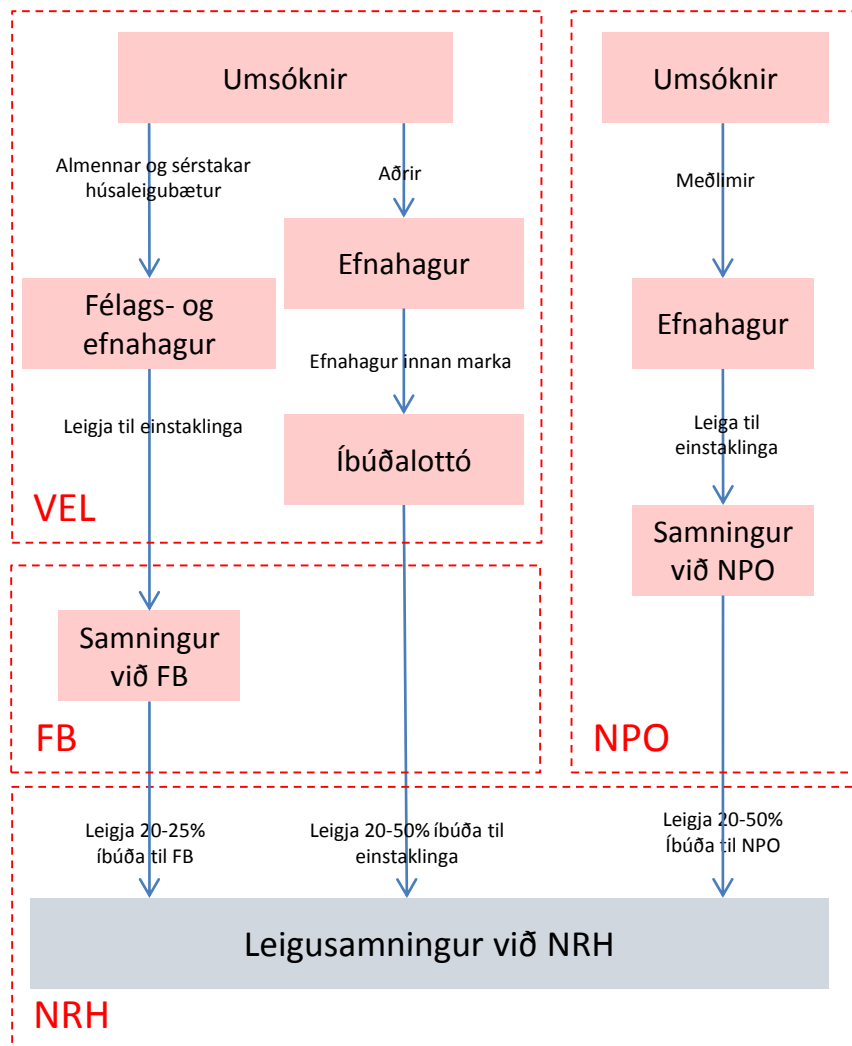 Umsóknir
Almennar og sérstakar
húsaleigubætur
Aðrir
Efnahagur
Félags- og
efnahagur
Efnahagur innan marka
Leigja til einstaklinga
Íbúðalottó
VEL
Samningur
við FB
FB
Umsóknir
Meðlimir
Efnahagur
Leiga til
einstaklinga
Samningur
við NPO
NPO
Leigja 20-25%
íbúða til FB
Leigja 20-50% íbúða til
einstaklinga
Leigja 20-50%
Íbúða til NPO
Leigusamningur við NRH
NRH